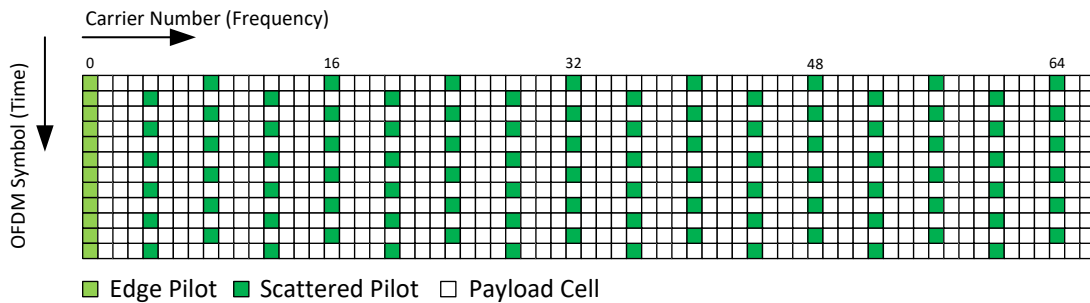 Carrier Number (Frequency)
OFDM Symbol (Time)
0 16 32 48 64
Edge Pilot Scattered Pilot Payload Cell